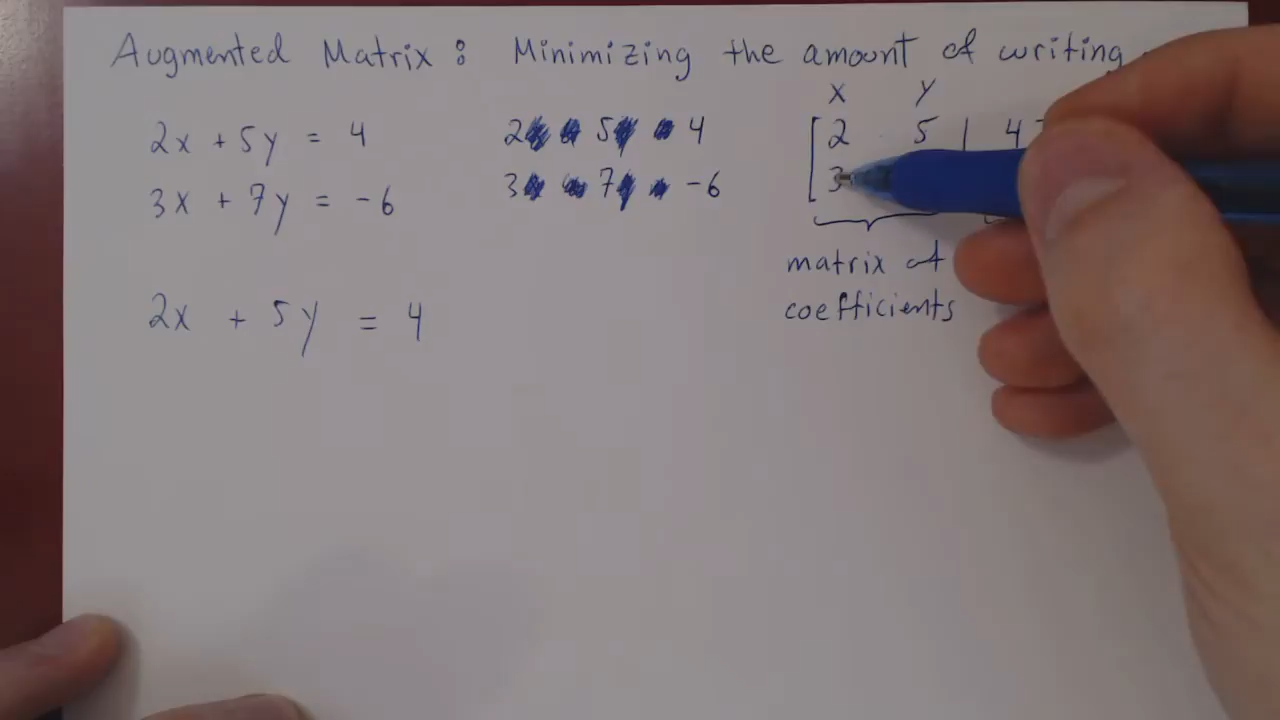 Augmented Matrix: Minimizing the amount of writing
2x + 5y = 4
3x + 7y = -6
2x + 5y = 4
2 5 4
3 7 -6
x y
[ 2 5 | 4
3
matrix of
coefficients